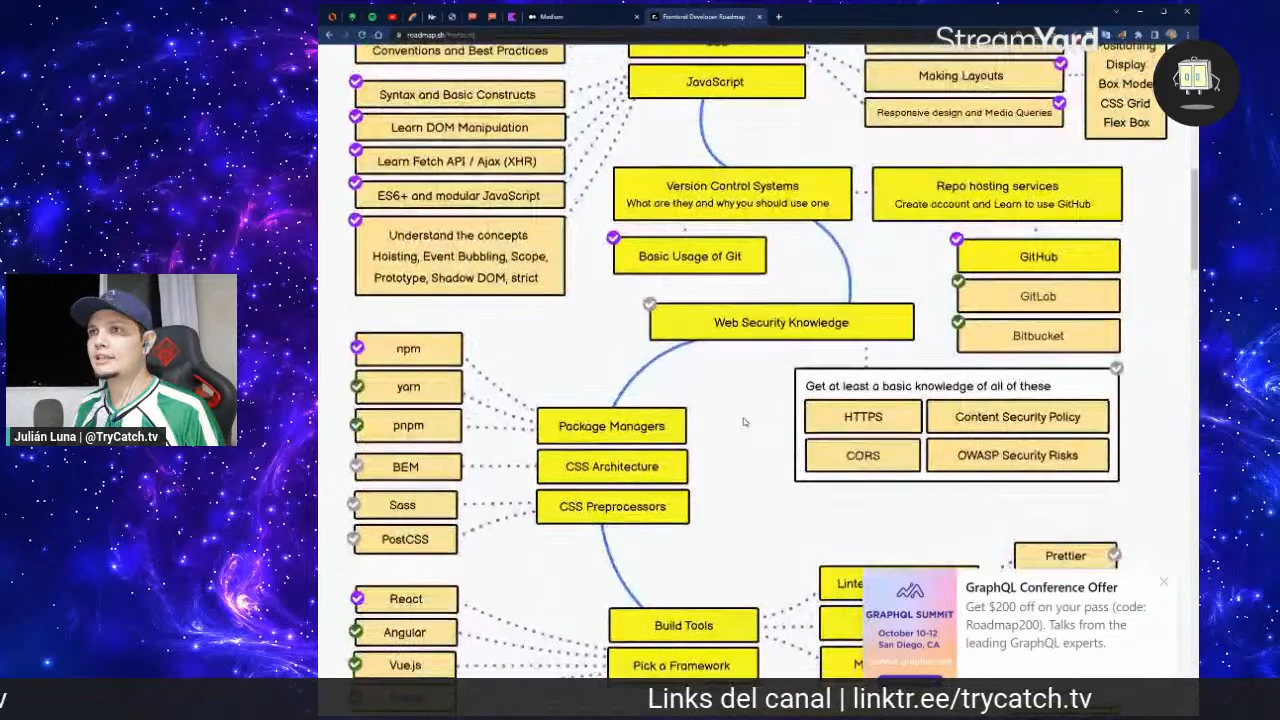 Medium
Frontend Developer Roadmap
StreamYard
Conventions and Best Practices
JavaScript
Making Layouts
Responsive design and Media Queries
Positioning
Display
Box Mode
CSS Grid
Flex Box
Syntax and Basic Constructs
Learn DOM Manipulation
Learn Fetch API / Ajax (XHR)
ES6+ and modular JavaScript
Understand the concepts
Hoisting, Event Bubbling, Scope,
Prototype, Shadow DOM, strict
Version Control Systems
What are they and why you should use one
Repo hosting services
Create account and Learn to use GitHub
Basic Usage of Git
GitHub
GitLab
Bitbucket
Web Security Knowledge
Get at least a basic knowledge of all of these
HTTPS
Content Security Policy
CORS
OWASP Security Risks
npm
yarn
pnpm
Package Managers
BEM
CSS Architecture
Sass
CSS Preprocessors
PostCSS
Prettier
Linte
React
Angular
Vue.js
Build Tools
Pick a Framework
M
GRAPHQL SUMMIT
October 10-12
San Diego, CA
GraphQL Conference Offer
Get $200 off on your pass (code:
Roadmap200). Talks from the
leading GraphQL experts.
Julián Luna | @TryCatch.tv
v
Links del canal | linktr.ee/trycatch.tv